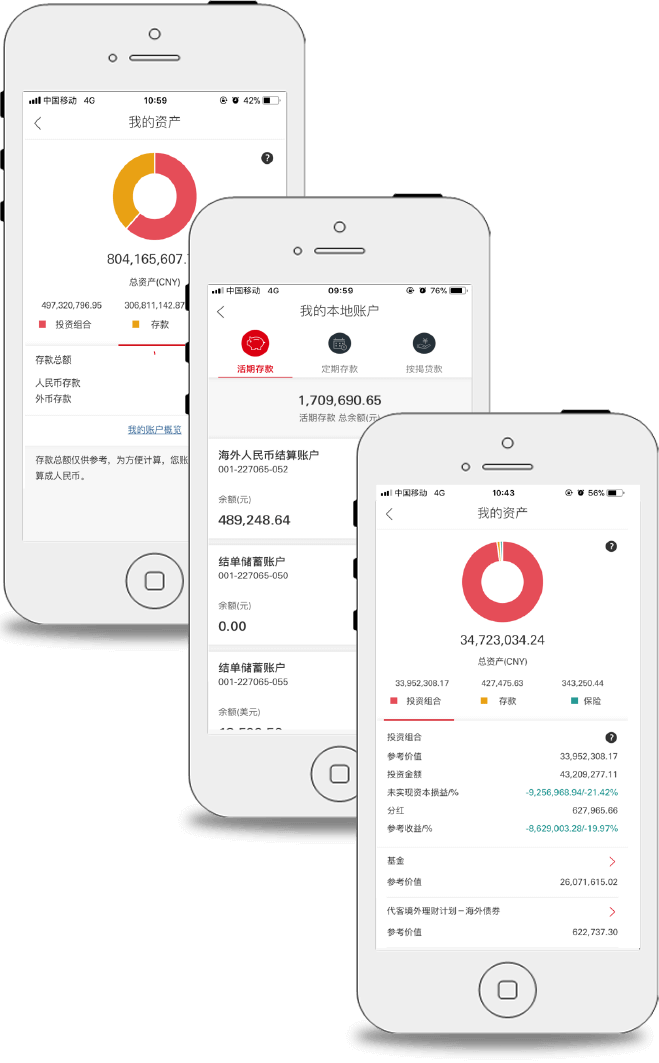 中国移动 4G 10:59 42%
我的资产
?
804,165,607.
总资产(CNY)
497,320,796.95 306,811,142.87
投资组合 存款
存款总额
人民币存款
外币存款
我的账户概览
存款总额仅供参考，为方便计算，您账
算成人民币。
中国移动 4G 09:59 76%
我的本地账户
活期存款 定期存款 按揭贷款
1,709,690.65
活期存款 总余额(元)
海外人民币结算账户
001-227065-052
余额(元)
489,248.64
结单储蓄账户
001-227065-050
余额(元)
0.00
结单储蓄账户
001-227065-055
余额(美元)
中国移动 4G 10:43 56%
我的资产
?
34,723,034.24
总资产(CNY)
33,952,308.17 427,475.63 343,250.44
投资组合 存款 保险
投资组合 ?
参考价值 33,952,308.17
投资金额 43,209,277.11
未实现资本损益/% -9,256,968.94/-21.42%
分红 627,965.66
参考收益/% -8,629,003.28/-19.97%
基金
参考价值 26,071,615.02
代客境外理财计划－海外债券
参考价值 622,737.30